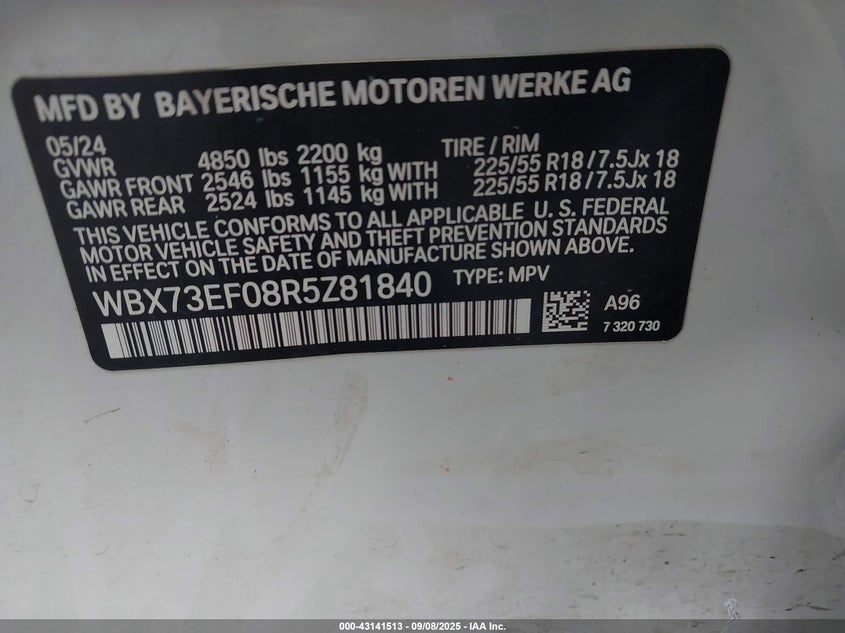 MFD BY BAYERISCHE MOTOREN WERKE AG
05/24 TIRE / RIM
GVWR 4850 lbs 2200 kg
GAWR FRONT 2546 lbs 1155 kg WITH 225/55 R18 / 7.5Jx 18
GAWR REAR 2524 lbs 1145 kg WITH 225/55 R18 / 7.5Jx 18
THIS VEHICLE CONFORMS TO ALL APPLICABLE U. S. FEDERAL
MOTOR VEHICLE SAFETY AND THEFT PREVENTION STANDARDS
IN EFFECT ON THE DATE OF MANUFACTURE SHOWN ABOVE.
WBX73EF08R5Z81840 TYPE: MPV
A96
7 320 730
000-43141513 - 09/08/2025 - IAA Inc.